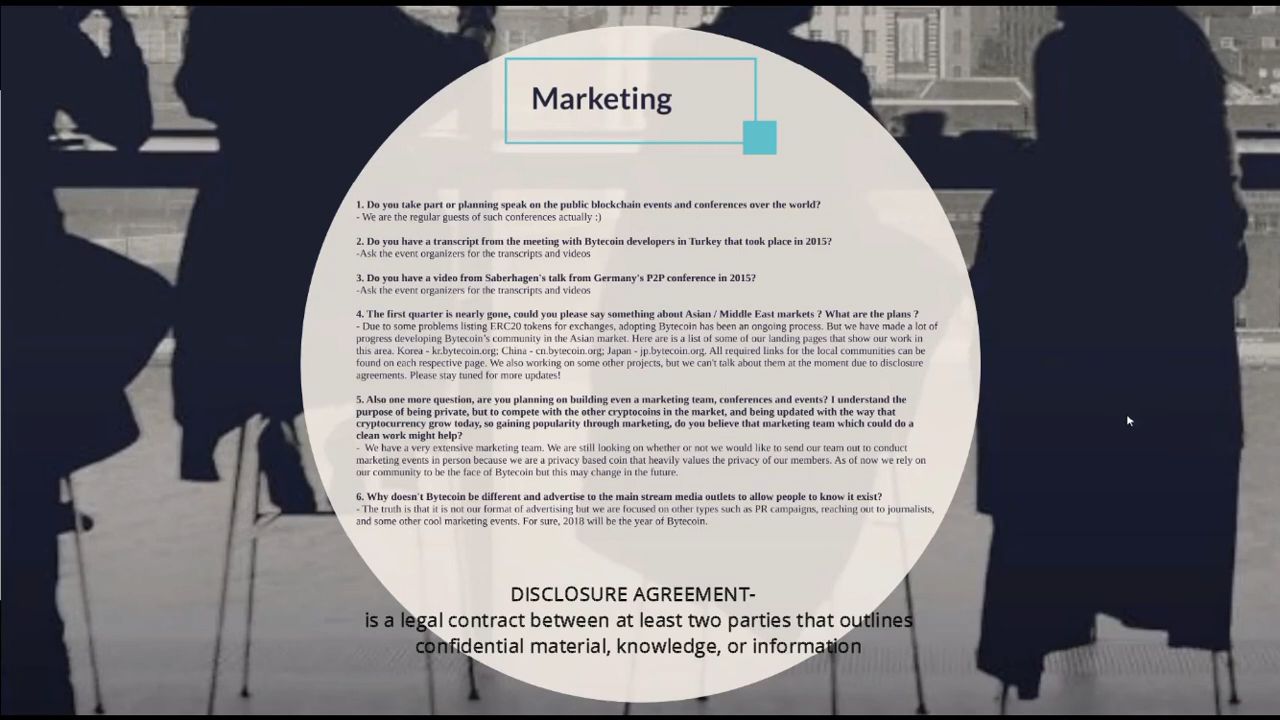 Marketing
1. Do you take part or planning speak on the public blockchain events and conferences over the world?
- We are the regular guests of such conferences actually :)
2. Do you have a transcript from the meeting with Bytecoin developers in Turkey that took place in 2015?
-Ask the event organizers for the transcripts and videos
3. Do you have a video from Saberhagen's talk from Germany's P2P conference in 2015?
-Ask the event organizers for the transcripts and videos
4. The first quarter is nearly gone, could you please say something about Asian / Middle East markets ? What are the plans ?
- Due to some problems listing ERC20 tokens for exchanges, adopting Bytecoin has been an ongoing process. But we have made a lot of
progress developing Bytecoin's community in the Asian market. Here are is a list of some of our landing pages that show our work in
this area. Korea - kr.bytecoin.org; China - cn.bytecoin.org; Japan - jp.bytecoin.org. All required links for the local communities can be
found on each respective page. We also working on some other projects, but we can't talk about them at the moment due to disclosure
agreements. Please stay tuned for more updates!
5. Also one more question, are you planning on building even a marketing team, conferences and events? I understand the
purpose of being private, but to compete with the other cryptocoins in the market, and being updated with the way that
cryptocurrency grow today, so gaining popularity through marketing, do you believe that marketing team which could do a
clean work might help?
- We have a very extensive marketing team. We are still looking on whether or not we would like to send our team out to conduct
marketing events in person because we are a privacy based coin that heavily values the privacy of our members. As of now we rely on
our community to be the face of Bytecoin but this may change in the future.
6. Why doesn't Bytecoin be different and advertise to the main stream media outlets to allow people to know it exist?
- The truth is that it is not our format of advertising but we are focused on other types such as PR campaigns, reaching out to journalists,
and some other cool marketing events. For sure, 2018 will be the year of Bytecoin.
DISCLOSURE AGREEMENT-
is a legal contract between at least two parties that outlines
confidential material, knowledge, or information